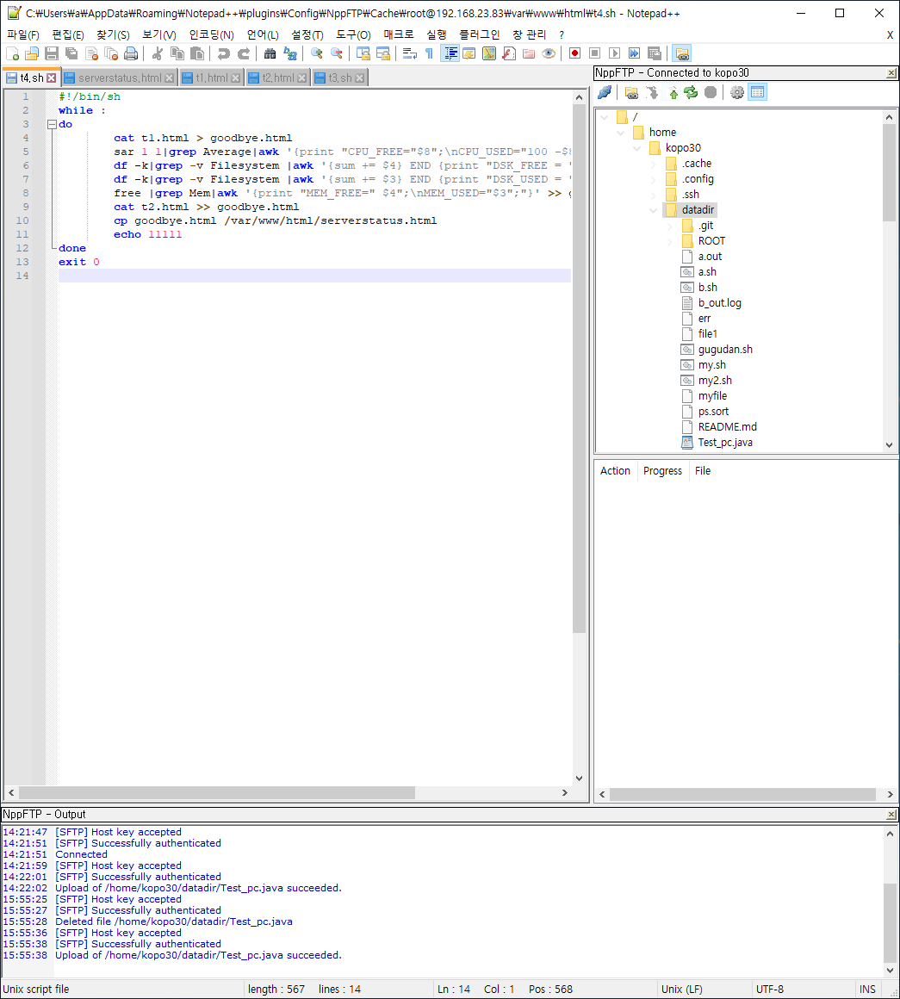 C:₩Users₩a₩AppData₩Roaming₩Notepad++₩plugins₩Config₩NppFTP₩Cache₩root@192.168.23.83₩var₩www₩html₩t4.sh - Notepad++
파일(F) 편집(E) 찾기(S) 보기(V) 인코딩(N) 언어(L) 설정(T) 도구(O) 매크로 실행 플러그인 창 관리 ? X
t4.sh serverstatus.html t1.html t2.html t3.sh
1 #!/bin/sh
2 while :
3 do
4 cat t1.html > goodbye.html
5 sar 1 1|grep Average|awk '{print "CPU_FREE="$8";\nCPU_USED="100 -$8
6 df -k|grep -v Filesystem |awk '{sum += $4} END {print "DSK_FREE = "
7 df -k|grep -v Filesystem |awk '{sum += $3} END {print "DSK_USED = "
8 free |grep Mem|awk '{print "MEM_FREE=" $4";\nMEM_USED="$3";"}' >> g
9 cat t2.html >> goodbye.html
10 cp goodbye.html /var/www/html/serverstatus.html
11 echo 11111
12 done
13 exit 0
14
NppFTP - Connected to kopo30
/
home
kopo30
.cache
.config
.ssh
datadir
.git
ROOT
a.out
a.sh
b.sh
b_out.log
err
file1
gugudan.sh
my.sh
my2.sh
myfile
ps.sort
README.md
Test_pc.java
Action Progress File
NppFTP - Output
14:21:47 [SFTP] Host key accepted
14:21:51 [SFTP] Successfully authenticated
14:21:51 Connected
14:21:59 [SFTP] Host key accepted
14:22:01 [SFTP] Successfully authenticated
14:22:02 Upload of /home/kopo30/datadir/Test_pc.java succeeded.
15:55:25 [SFTP] Host key accepted
15:55:27 [SFTP] Successfully authenticated
15:55:28 Deleted file /home/kopo30/datadir/Test_pc.java
15:55:36 [SFTP] Host key accepted
15:55:38 [SFTP] Successfully authenticated
15:55:38 Upload of /home/kopo30/datadir/Test_pc.java succeeded.
Unix script file length : 567 lines : 14 Ln : 14 Col : 1 Pos : 568 Unix (LF) UTF-8 INS